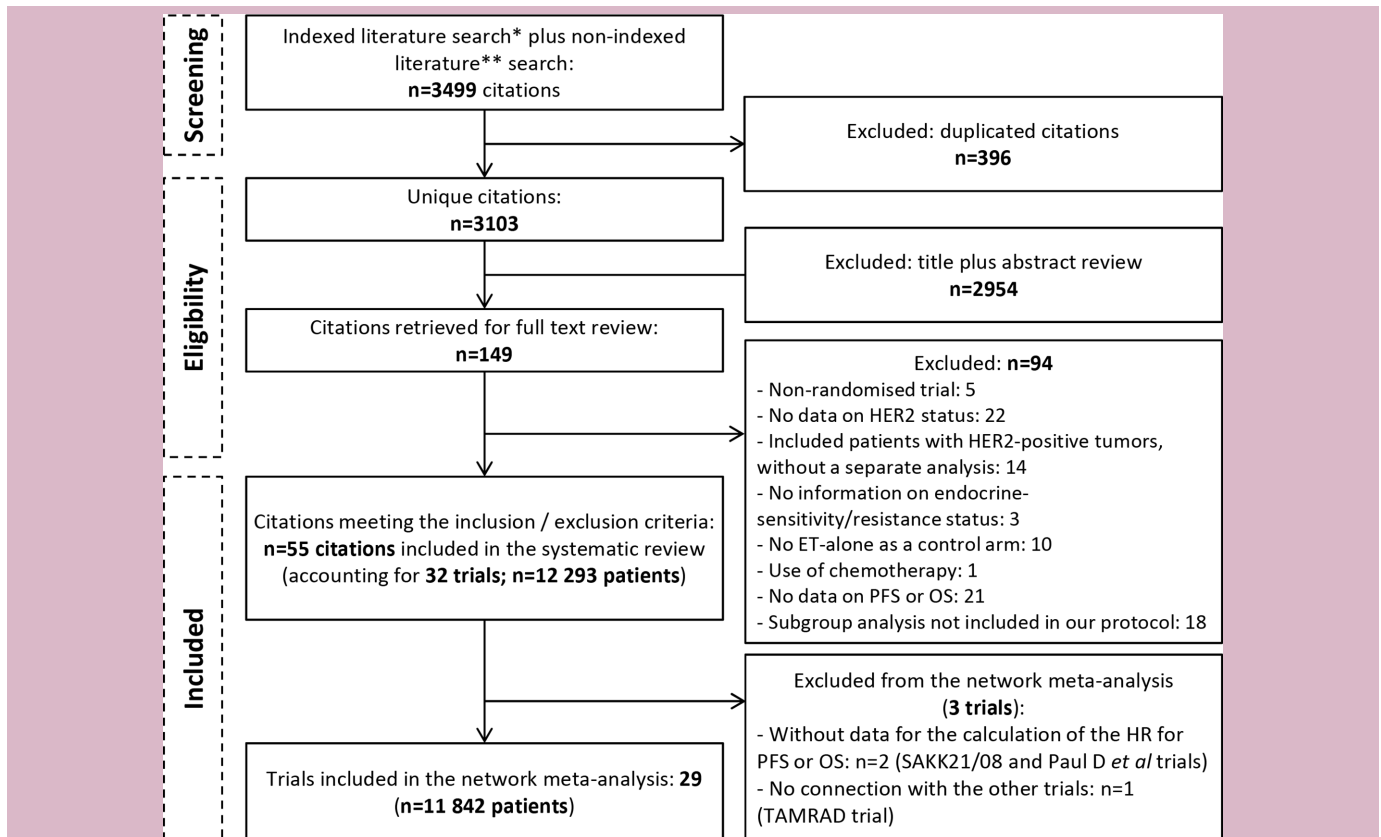 Screening
Indexed literature search* plus non-indexed
literature** search:
n=3499 citations
Excluded: duplicated citations
n=396
Eligibility
Unique citations:
n=3103
Excluded: title plus abstract review
n=2954
Citations retrieved for full text review:
n=149
Excluded: n=94
- Non-randomised trial: 5
- No data on HER2 status: 22
- Included patients with HER2-positive tumors,
without a separate analysis: 14
- No information on endocrine-
sensitivity/resistance status: 3
- No ET-alone as a control arm: 10
- Use of chemotherapy: 1
- No data on PFS or OS: 21
- Subgroup analysis not included in our protocol: 18
Included
Citations meeting the inclusion / exclusion criteria:
n=55 citations included in the systematic review
(accounting for 32 trials; n=12 293 patients)
Excluded from the network meta-analysis
(3 trials):
- Without data for the calculation of the HR for
PFS or OS: n=2 (SAKK21/08 and Paul D et al trials)
- No connection with the other trials: n=1
(TAMRAD trial)
Trials included in the network meta-analysis: 29
(n=11 842 patients)